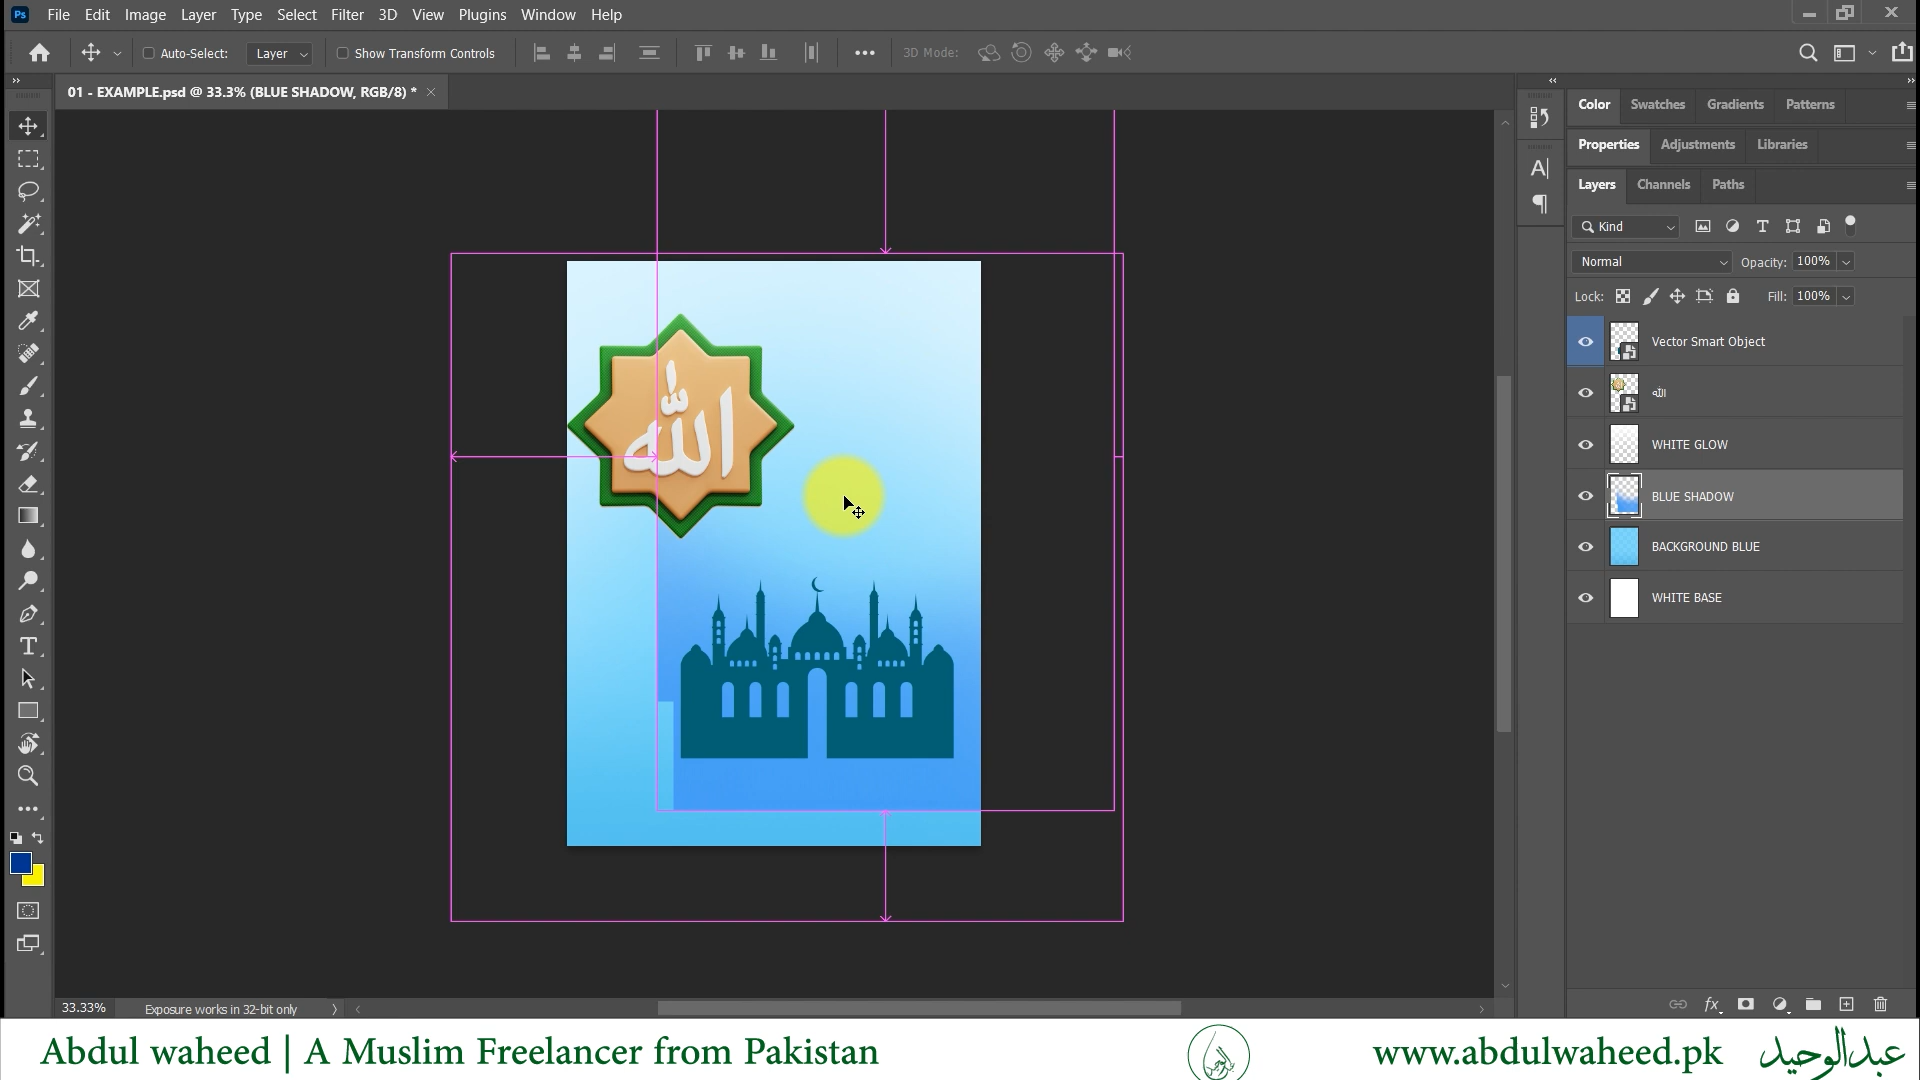 Ps File Edit Image Layer Type Select Filter 3D View Plugins Window Help
Auto-Select: Layer Show Transform Controls 3D Mode:
01 - EXAMPLE.psd @ 33.3% (BLUE SHADOW, RGB/8) *
Color Swatches Gradients Patterns
Properties Adjustments Libraries
Layers Channels Paths
Kind
Normal Opacity: 100%
Lock: Fill: 100%
Vector Smart Object
الله
WHITE GLOW
BLUE SHADOW
BACKGROUND BLUE
WHITE BASE
الله
33.33% Exposure works in 32-bit only
fx
Abdul waheed | A Muslim Freelancer from Pakistan
www.abdulwaheed.pk
عبدالوحید